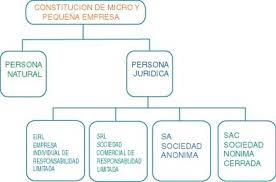 CONSTITUCION DE MICRO Y
PEQUEÑA EMPRESA
PERSONA
NATURAL
PERSONA
JURIDICA
EIRL
EMPRESA
INDIVIDUAL DE
RESPONSABILIDAD
LIMITADA
SRL
SOCIEDAD
COMERCIAL DE
RESPONSABILIDAD
LIMITADA
SA
SOCIEDAD
ANONIMA
SAC
SOCIEDAD
NONIMA
CERRADA